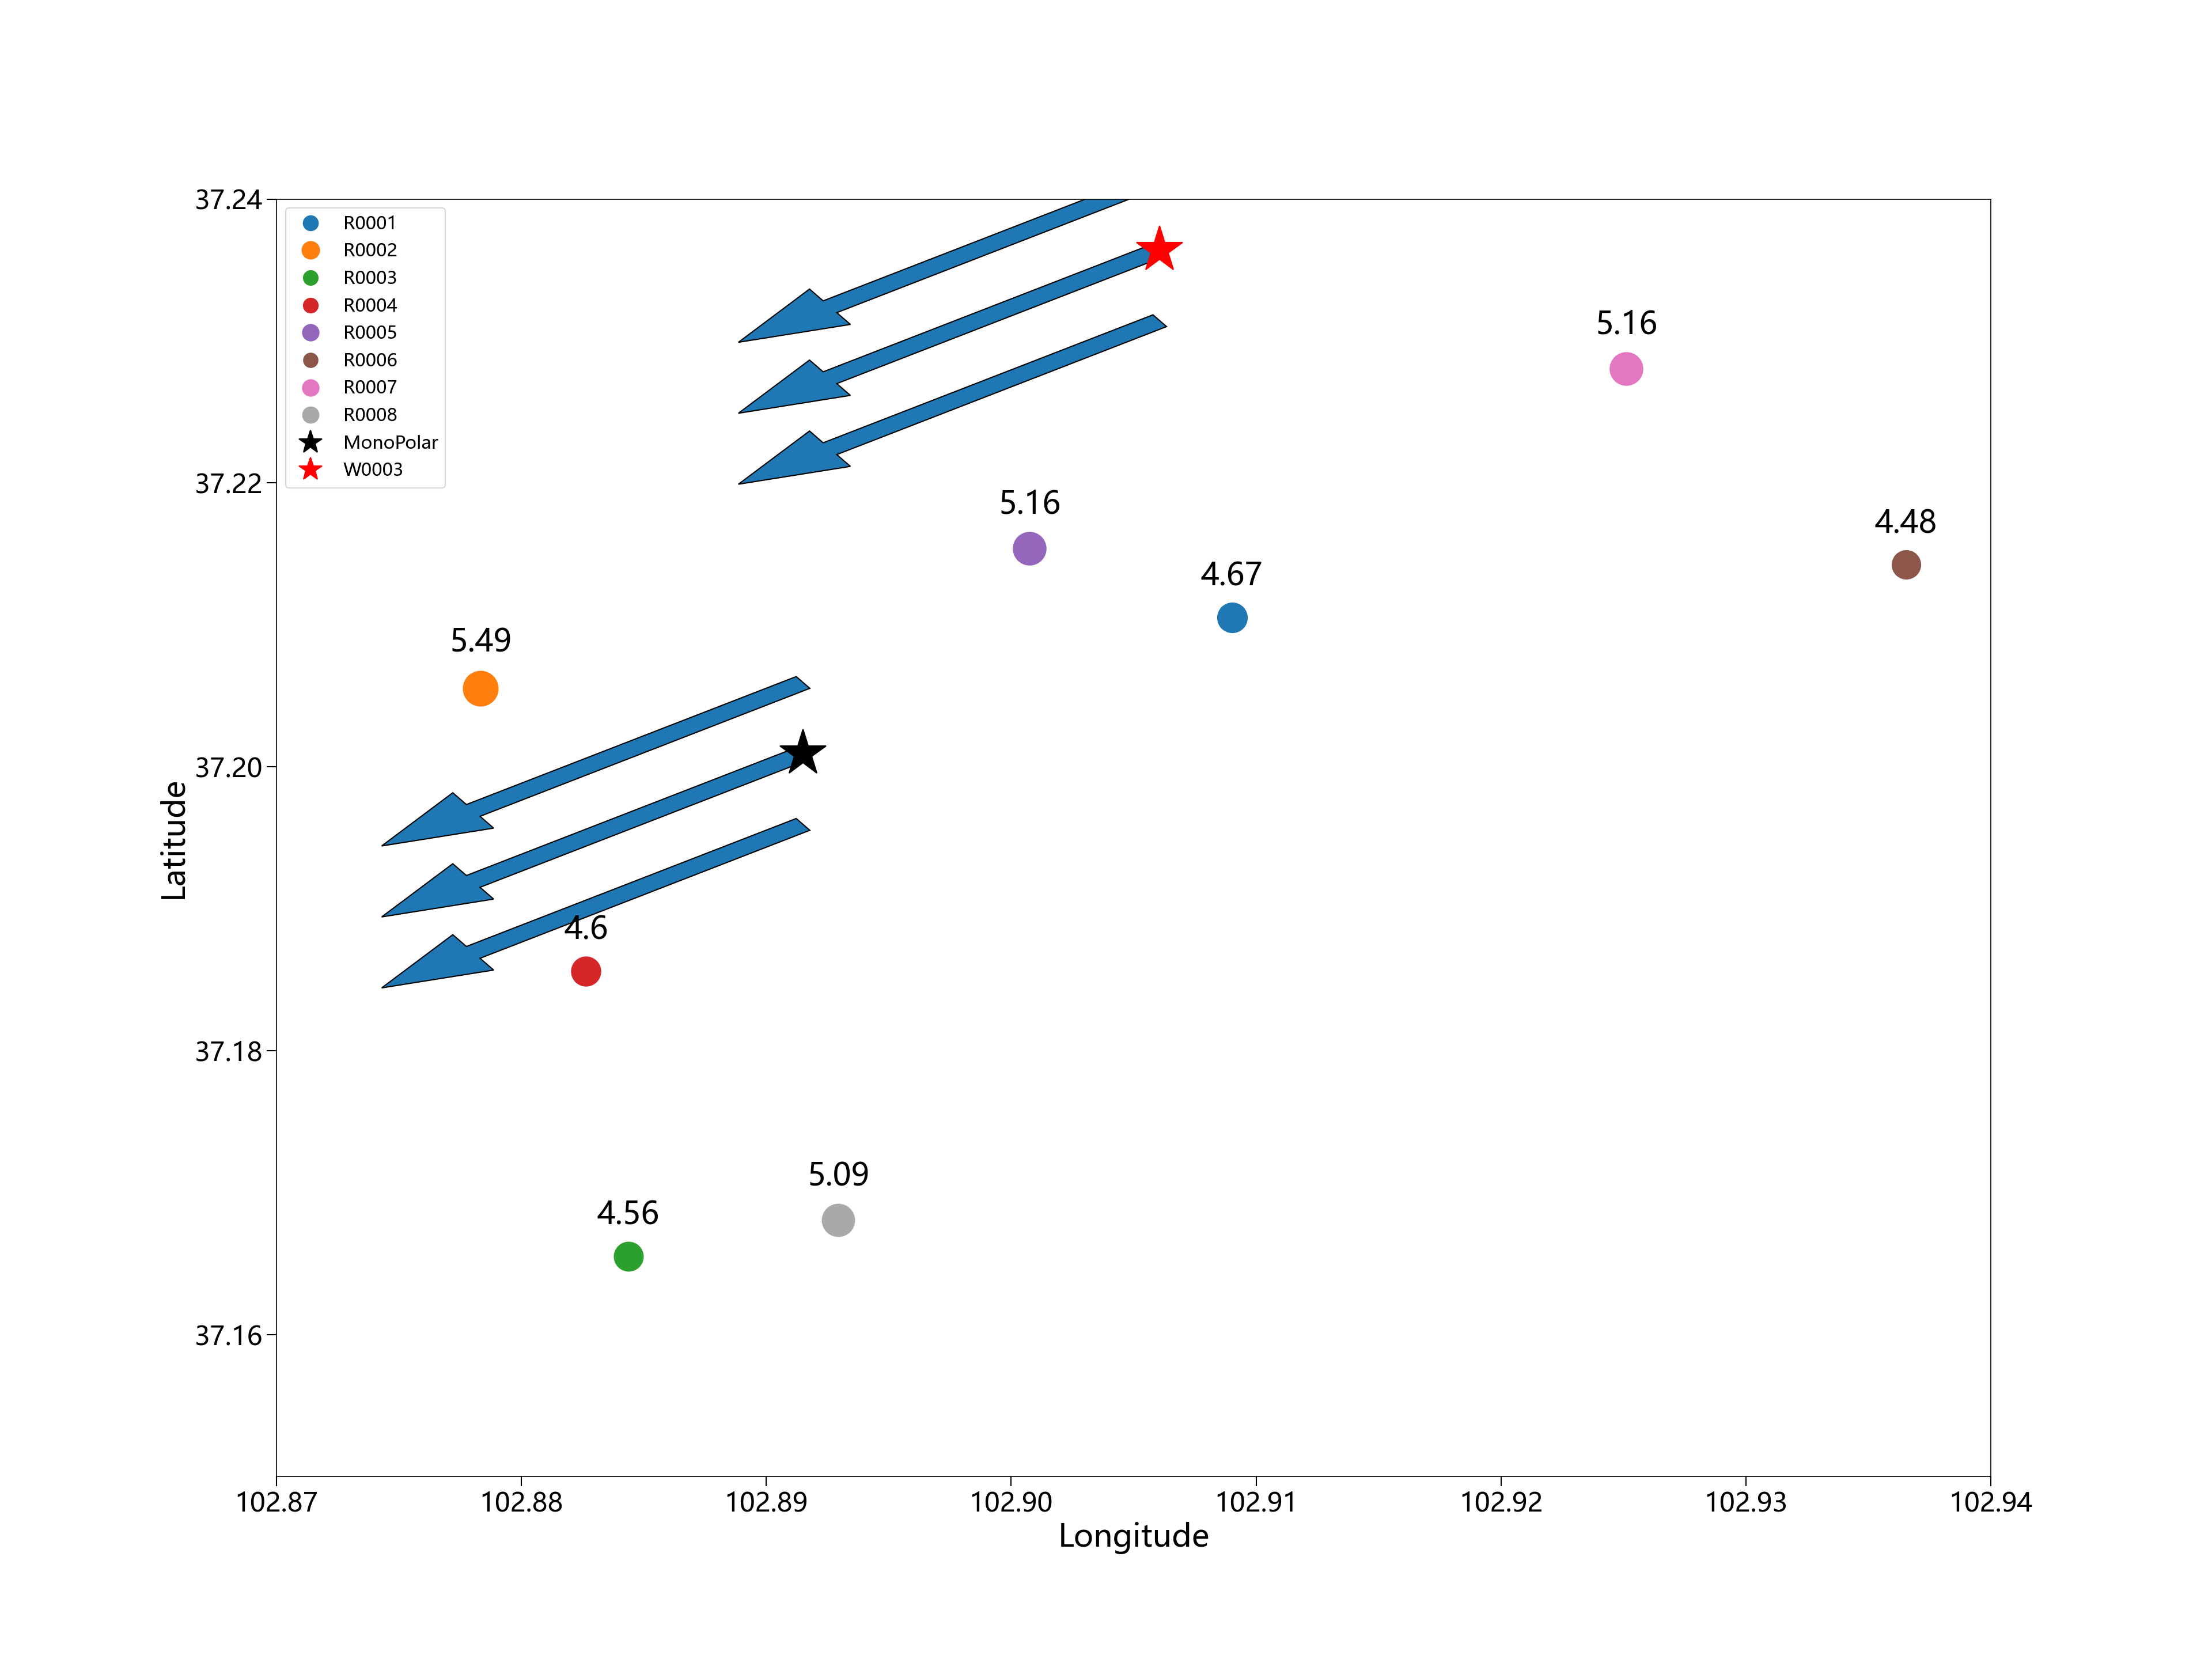 37.24
37.22
37.20
37.18
37.16
Latitude
R0001
R0002
R0003
R0004
R0005
R0006
R0007
R0008
MonoPolar
W0003
5.16
5.16
4.48
4.67
5.49
4.6
5.09
4.56
102.87 102.88 102.89 102.90 102.91 102.92 102.93 102.94
Longitude